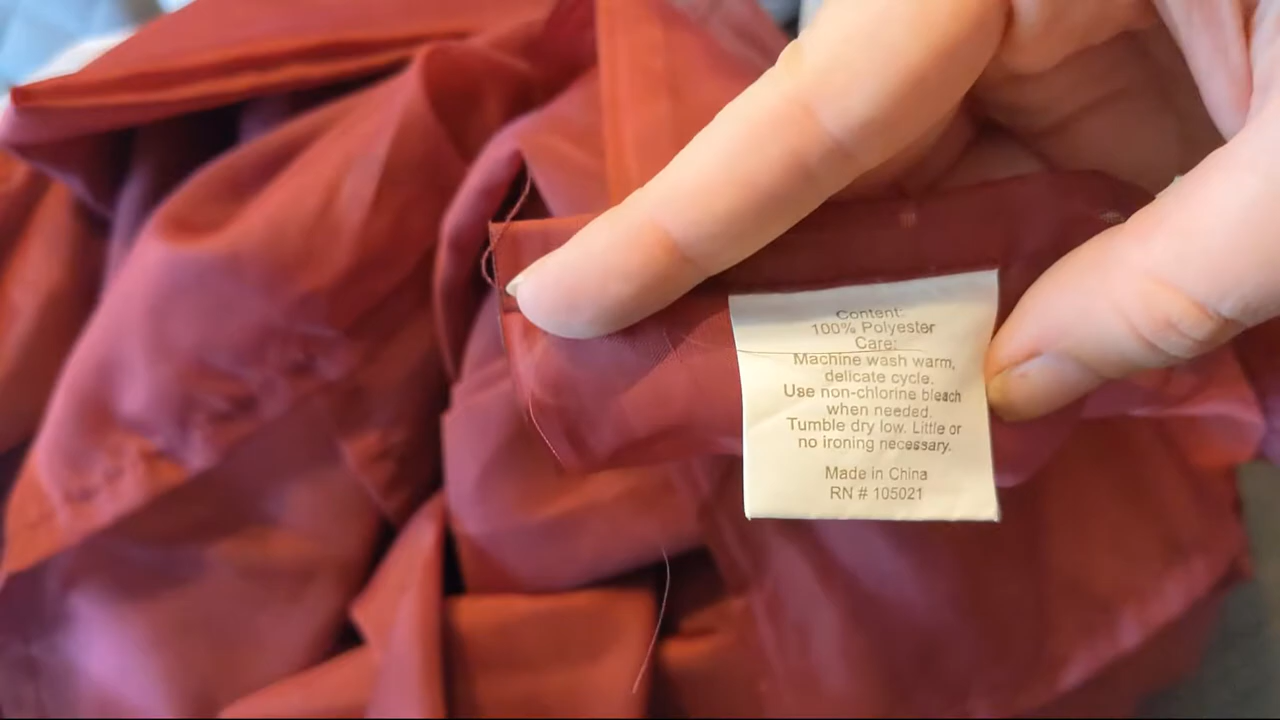 Content:
100% Polyester
Care:
Machine wash warm,
delicate cycle.
Use non-chlorine bleach
when needed.
Tumble dry low. Little or
no ironing necessary.
Made in China
RN # 105021